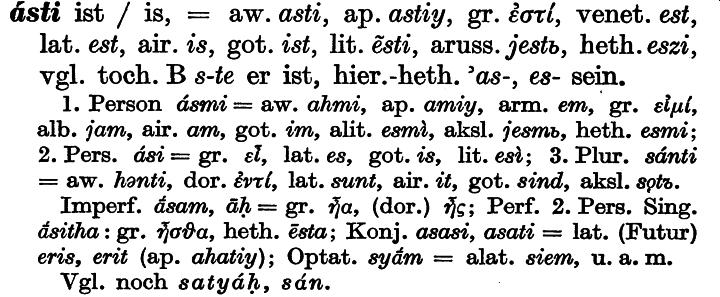 ásti ist / is, = aw. asti, ap. astiy, gr. ἐστί, venet. est,
lat. est, air. is, got. ist, lit. ẽsti, aruss. jestь, heth. eszi,
vgl. toch. B s-te er ist, hier.-heth. ʼas-, es- sein.
1. Person ásmi = aw. ahmi, ap. amiy, arm. em, gr. εἰμί,
alb. jam, air. am, got. im, alit. esmì, aksl. jesmь, heth. esmi;
2. Pers. ási = gr. εἶ, lat. es, got. is, lit. esì; 3. Plur. sánti
= aw. hənti, dor. ἐντί, lat. sunt, air. it, got. sind, aksl. sǫtъ.
Imperf. ā́sam, āḥ = gr. ἦα, (dor.) ἦς; Perf. 2. Pers. Sing.
ā́sitha : gr. ἦσθα, heth. ēsta; Konj. asasi, asati = lat. (Futur)
eris, erit (ap. ahatiy); Optat. syā́m = alat. siem, u. a. m.
Vgl. noch satyáḥ, sán.